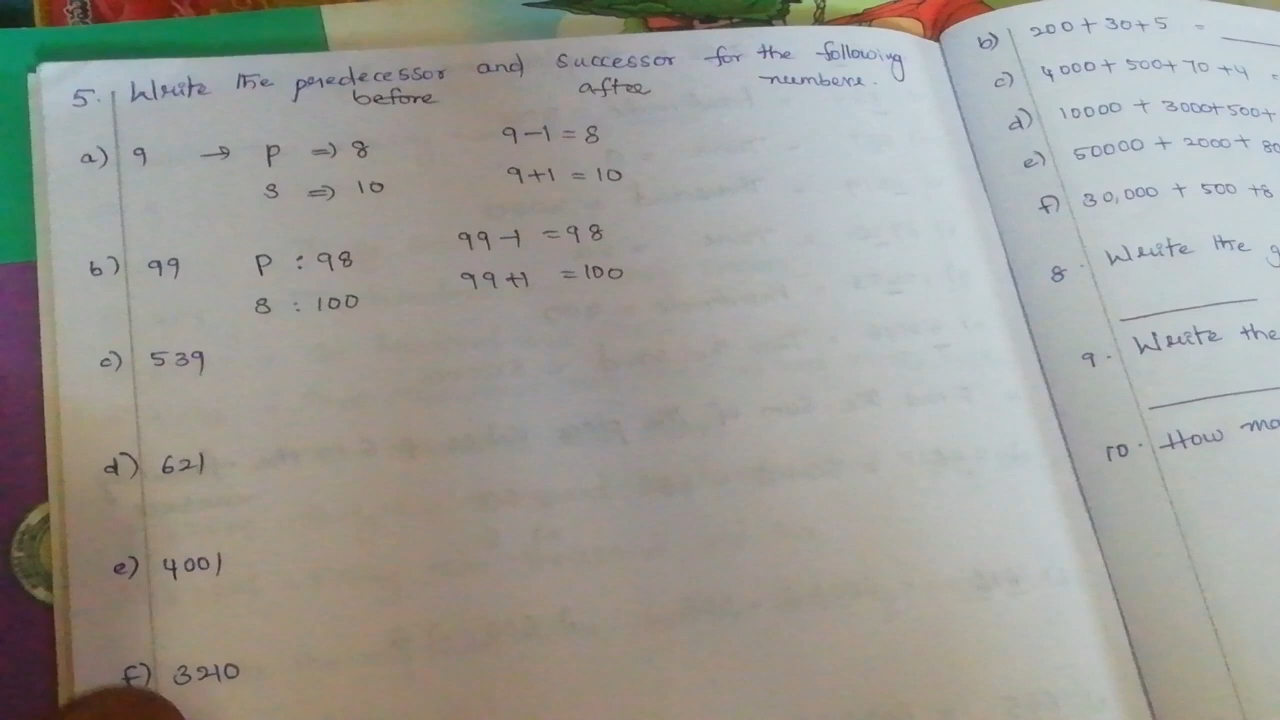 5. Write the predecessor and successor for the following
before after numbers.
a) 9 → P ⇒ 8 9-1 = 8
S ⇒ 10 9+1 = 10
b) 99 P : 98 99-1 = 98
S : 100 99+1 = 100
c) 539
d) 621
e) 4001
f) 3210
b) 200+30+5 =
c) 4000+500+70+4 =
d) 10000 + 3000+500+
e) 50000 + 2000+ 80
f) 30,000 + 500 +8
8. Write the g
9. Write the
10. How ma